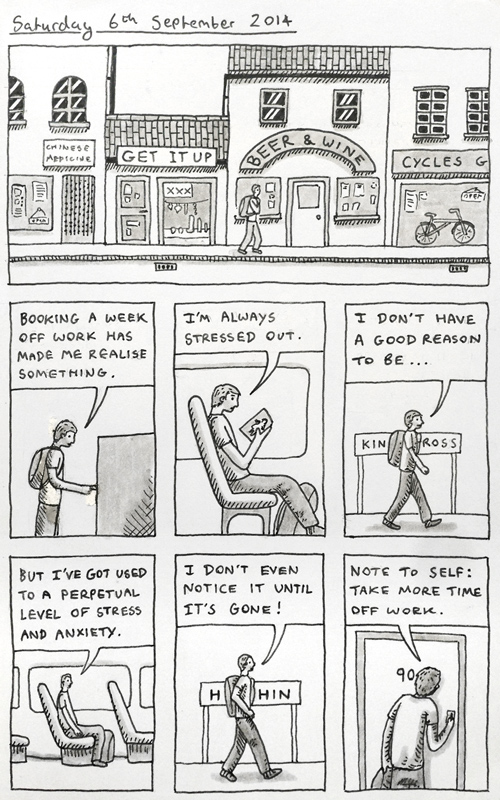 Saturday 6th September 2014
CHINESE
MEDICINE
GET IT UP
BEER & WINE
CYCLES G
XXX
OPEN
OPEN
BOOKING A WEEK
OFF WORK HAS
MADE ME REALISE
SOMETHING.
I'M ALWAYS
STRESSED OUT.
I DON'T HAVE
A GOOD REASON
TO BE...
KIN ROSS
BUT I'VE GOT USED
TO A PERPETUAL
LEVEL OF STRESS
AND ANXIETY.
I DON'T EVEN
NOTICE IT UNTIL
IT'S GONE!
H HIN
NOTE TO SELF:
TAKE MORE TIME
OFF WORK.
90